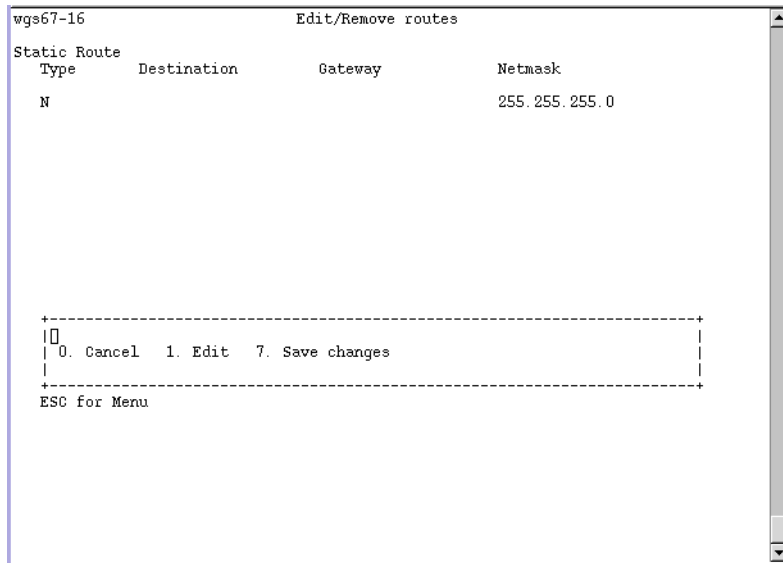 wgs67-16 Edit/Remove routes
Static Route
Type Destination Gateway Netmask
N 255.255.255.0
0. Cancel 1. Edit 7. Save changes
ESC for Menu